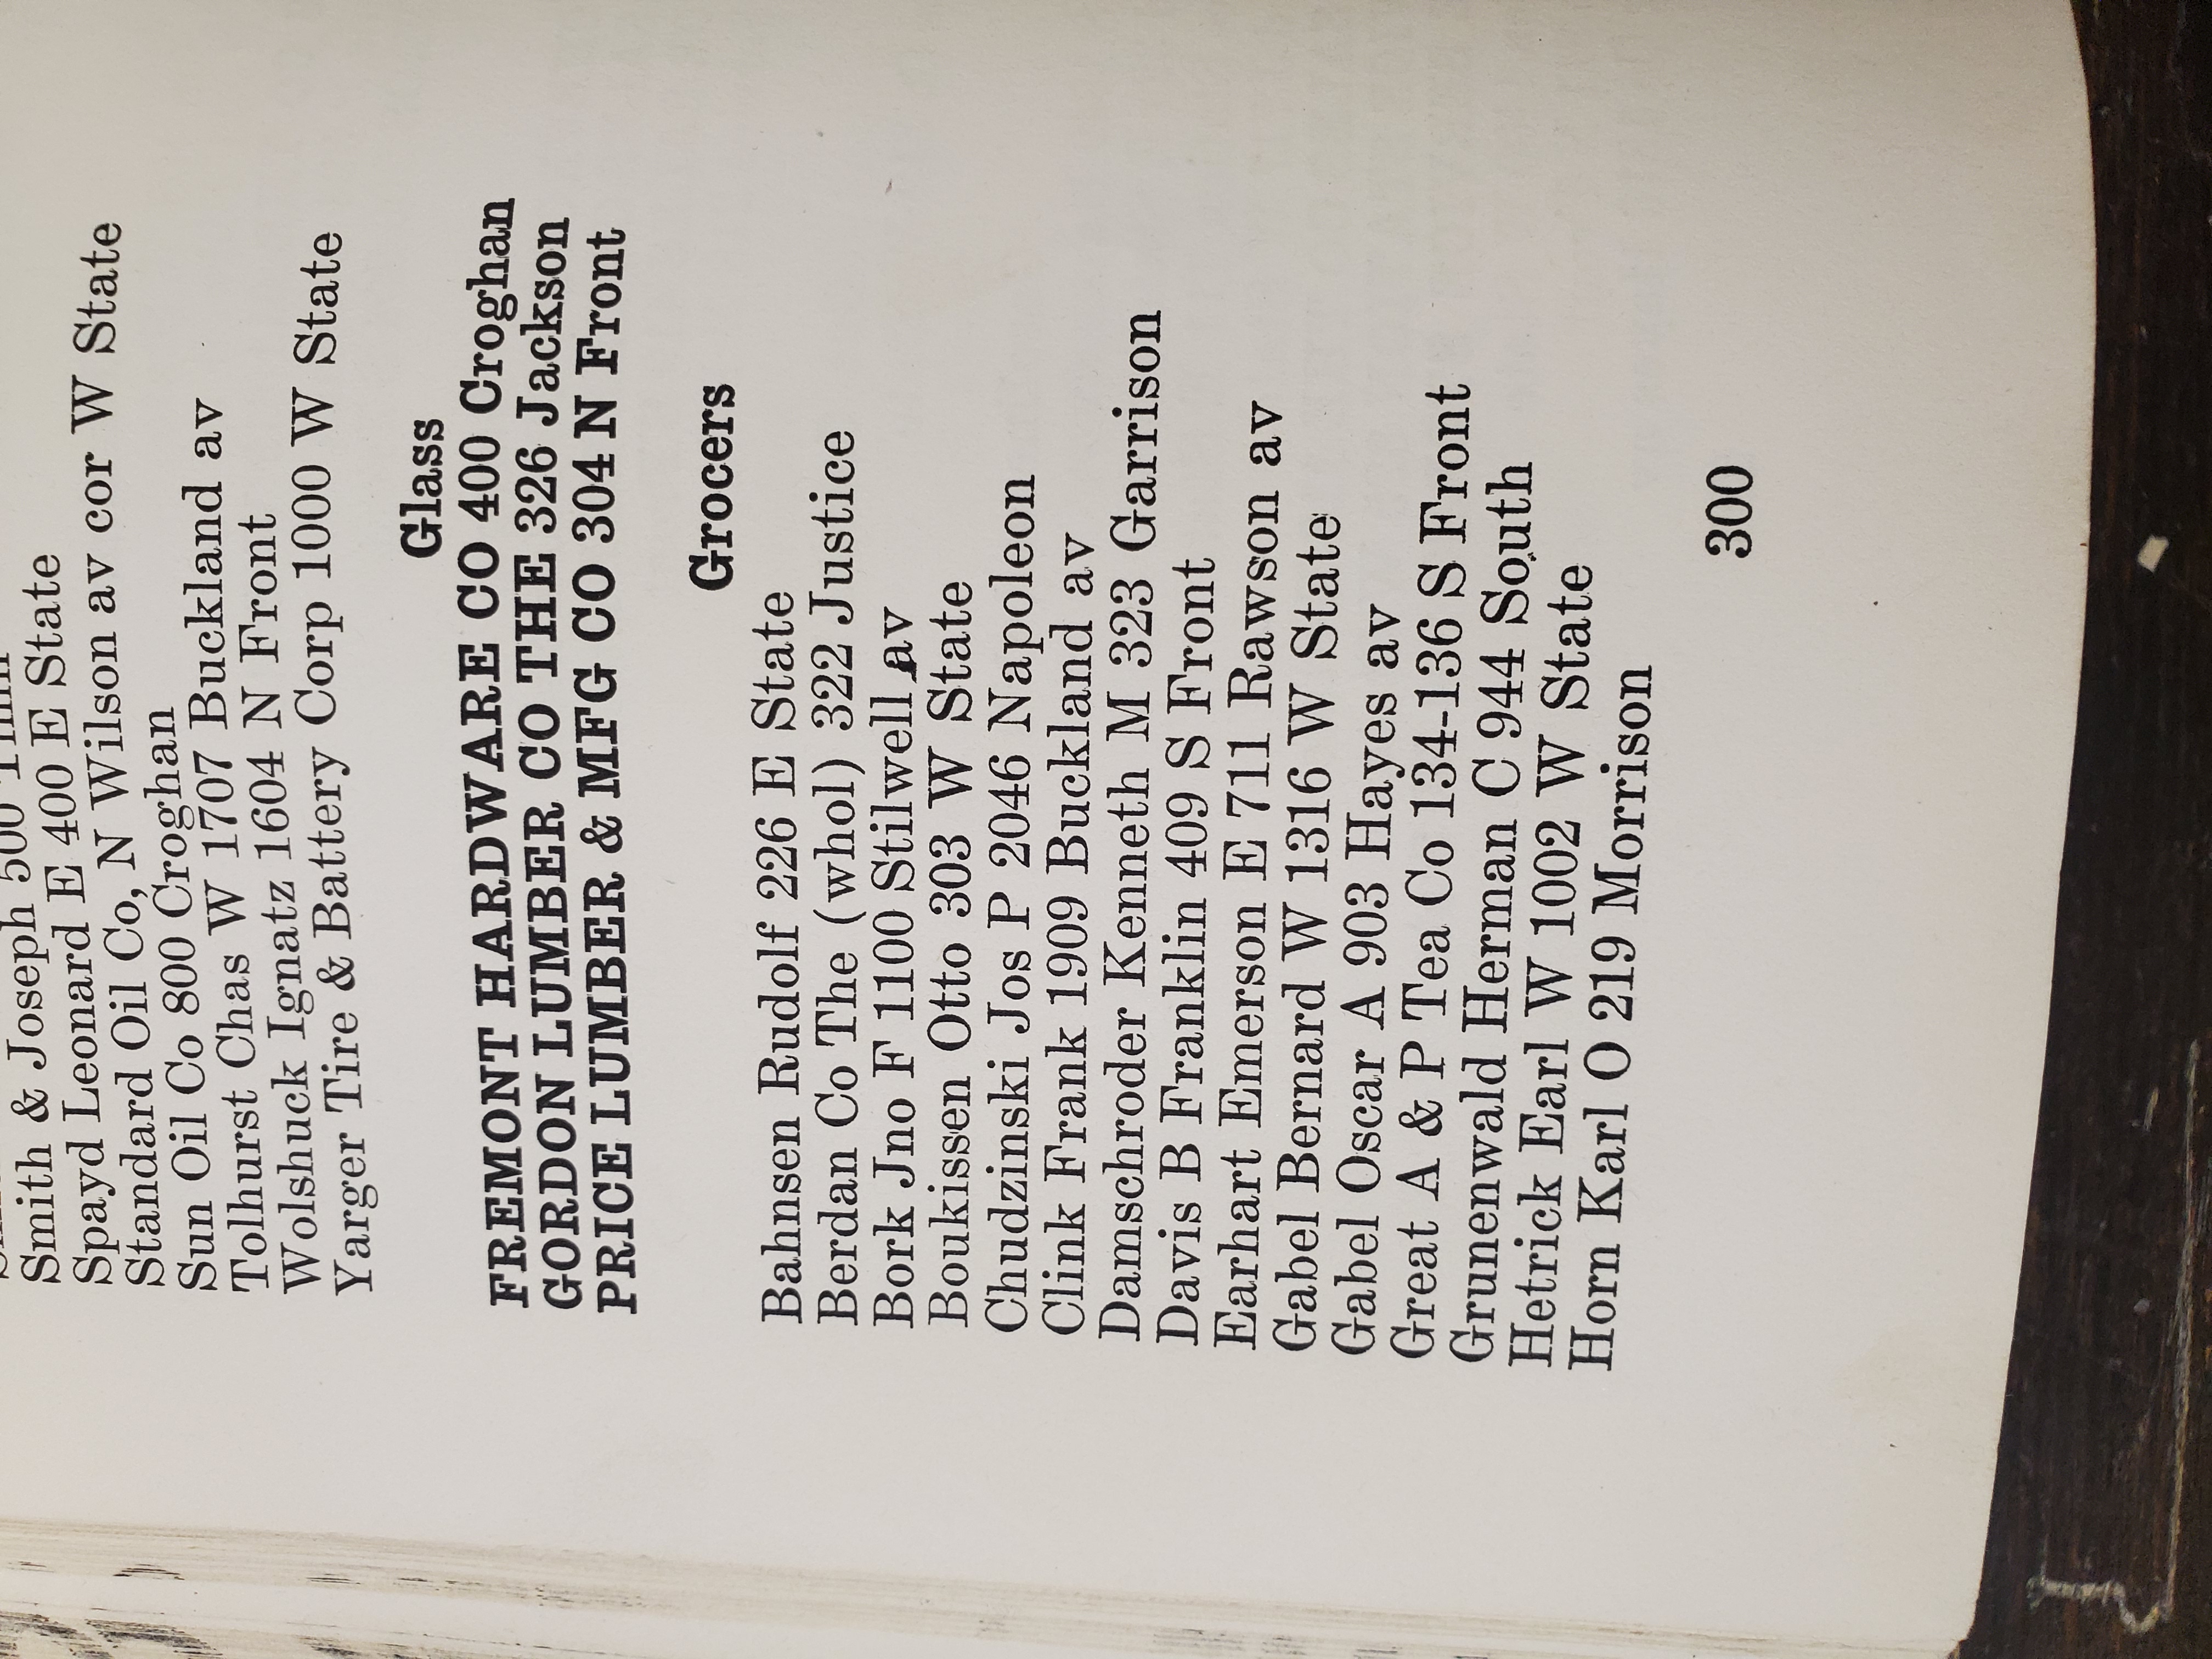 Smith & Joseph 500
Spayd Leonard E 400 E State
Standard Oil Co, N Wilson av cor W State
Sun Oil Co 800 Croghan
Tolhurst Chas W 1707 Buckland av
Wolshuck Ignatz 1604 N Front
Yarger Tire & Battery Corp 1000 W State
Glass
FREMONT HARDWARE CO 400 Croghan
GORDON LUMBER CO THE 326 Jackson
PRICE LUMBER & MFG CO 304 N Front
Grocers
Bahnsen Rudolf 226 E State
Berdan Co The (whol) 322 Justice
Bork Jno F 1100 Stilwell av
Boukissen Otto 303 W State
Chudzinski Jos P 2046 Napoleon
Clink Frank 1909 Buckland av
Damschroder Kenneth M 323 Garrison
Davis B Franklin 409 S Front
Earhart Emerson E 711 Rawson av
Gabel Bernard W 1316 W State
Gabel Oscar A 903 Hayes av
Great A & P Tea Co 134-136 S Front
Grunenwald Herman C 944 South
Hetrick Earl W 1002 W State
Horn Karl O 219 Morrison
300